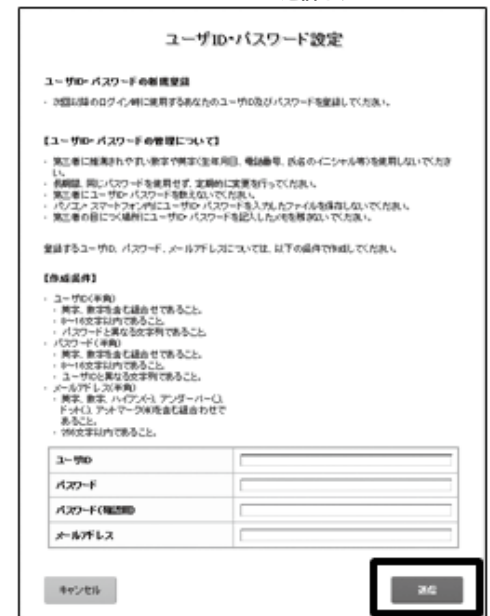 ユーザID・パスワード設定
ユーザID・パスワードの新規登録
・ 次回以降のログイン時に使用するあなたのユーザID及びパスワードを登録してください。
【ユーザID・パスワードの管理について】
・ 第三者に推測されやすい数字や英字(生年月日、電話番号、氏名のイニシャル等)を使用しないでくださ
い。
・ 長期間、同じパスワードを使用せず、定期的に変更を行ってください。
・ 第三者にユーザID・パスワードを教えないでください。
・ パソコン・スマートフォン内にユーザID・パスワードを入力したファイルを保存しないでください。
・ 第三者の目につく場所にユーザID・パスワードを記入したメモを残さないでください。
登録するユーザID、パスワード、メールアドレスについては、以下の条件で作成してください。
【作成条件】
・ ユーザID(半角)
・ 英字、数字を含む組合せであること。
・ 8~16文字以内であること。
・ パスワードと異なる文字列であること。
・ パスワード(半角)
・ 英字、数字を含む組合せであること。
・ 8~16文字以内であること。
・ ユーザIDと異なる文字列であること。
・ メールアドレス(半角)
・ 英字、数字、ハイフン(-)、アンダーバー(_)、
ドット(.)、アットマーク(@)を含む組合わせで
あること。
・ 256文字以内であること。
ユーザID
パスワード
パスワード(確認用)
メールアドレス
キャンセル
送信